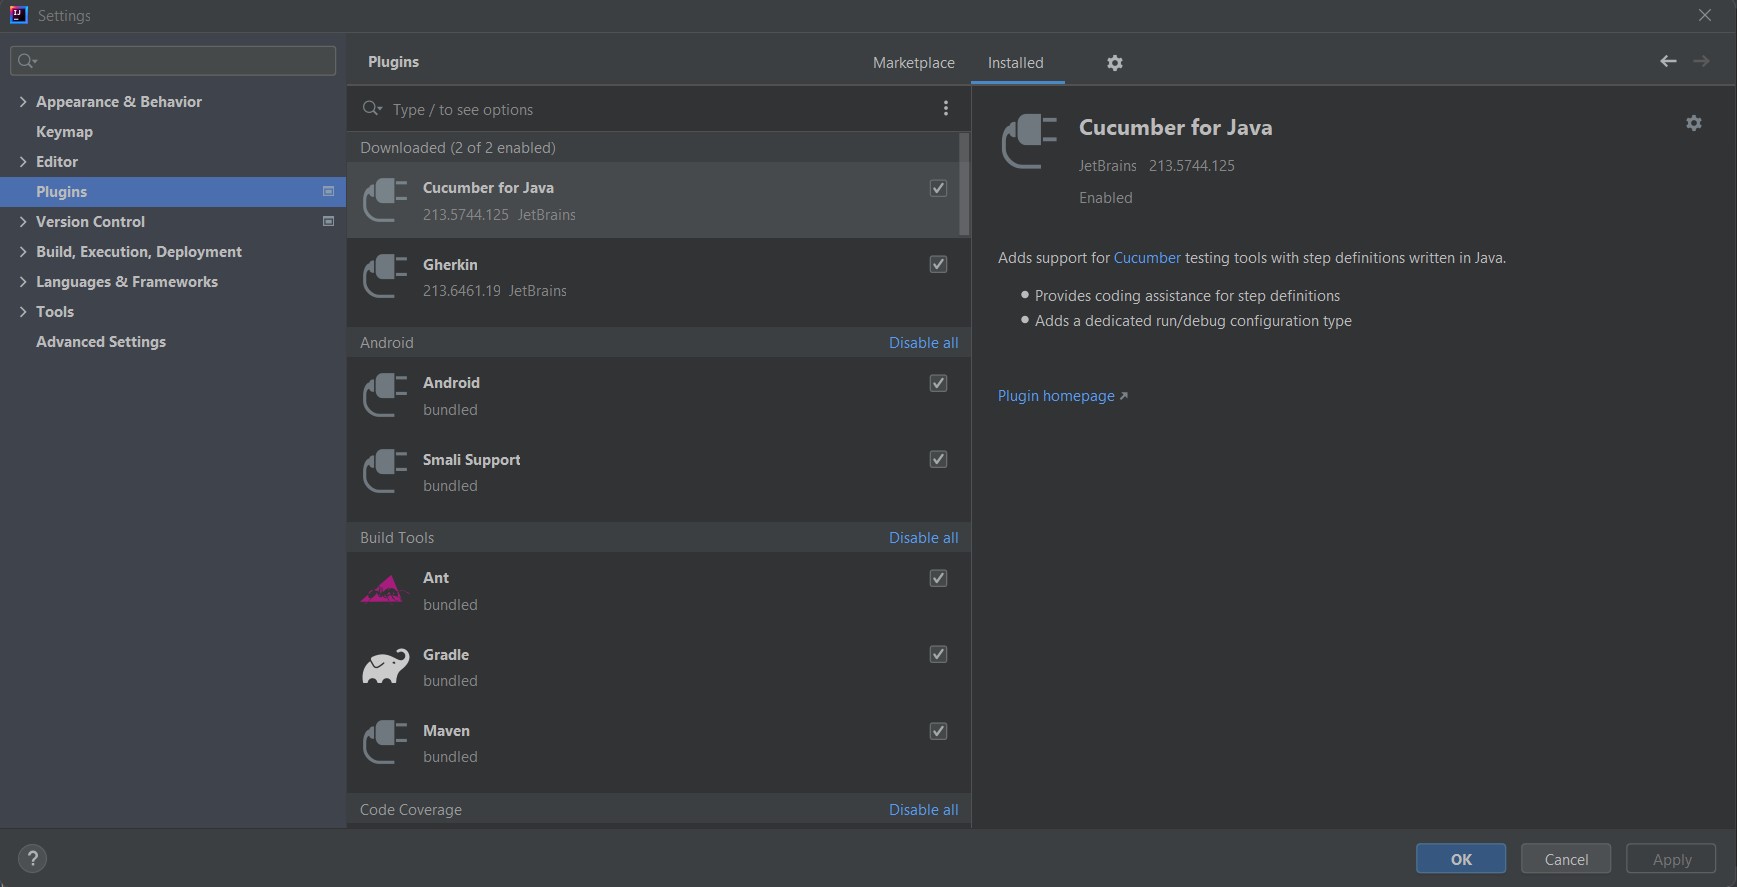 Settings
Plugins
Marketplace
Installed
Appearance & Behavior
Keymap
Editor
Plugins
Version Control
Build, Execution, Deployment
Languages & Frameworks
Tools
Advanced Settings
Type / to see options
Downloaded (2 of 2 enabled)
Cucumber for Java
213.5744.125 JetBrains
Gherkin
213.6461.19 JetBrains
Android Disable all
Android
bundled
Smali Support
bundled
Build Tools Disable all
Ant
bundled
Gradle
bundled
Maven
bundled
Code Coverage Disable all
Cucumber for Java
JetBrains 213.5744.125
Enabled
Adds support for Cucumber testing tools with step definitions written in Java.
Provides coding assistance for step definitions
Adds a dedicated run/debug configuration type
Plugin homepage
?
OK
Cancel
Apply